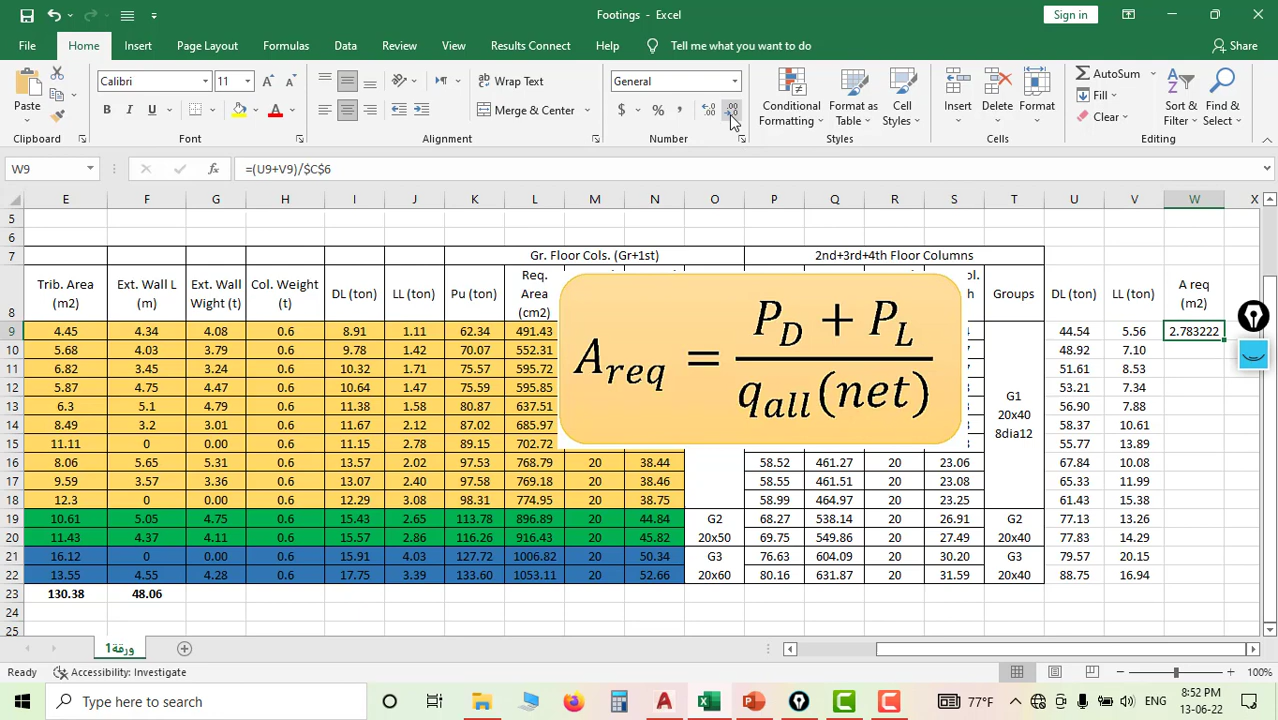 Footings - Excel
Sign in
File Home Insert Page Layout Formulas Data Review View Results Connect Help Tell me what you want to do Share
Calibri 11 Wrap Text General AutoSum
Paste B I U Merge & Center $ % Conditional Formatting Format as Table Cell Styles Insert Delete Format Fill Clear Sort & Filter Find & Select
Clipboard Font Alignment Number Styles Cells Editing
W9 =(U9+V9)/$C$6
E F G H I J K L M N O P Q R S T U V W X
5
6
7 Gr. Floor Cols. (Gr+1st) 2nd+3rd+4th Floor Columns
8 Trib. Area (m2) Ext. Wall L (m) Ext. Wall Wight (t) Col. Weight (t) DL (ton) LL (ton) Pu (ton) Req. Area (cm2) Groups DL (ton) LL (ton) A req (m2)
9 4.45 4.34 4.08 0.6 8.91 1.11 62.34 491.43 44.54 5.56 2.783222
10 5.68 4.03 3.79 0.6 9.78 1.42 70.07 552.31 48.92 7.10
11 6.82 3.45 3.24 0.6 10.32 1.71 75.57 595.72 51.61 8.53
12 5.87 4.75 4.47 0.6 10.64 1.47 75.59 595.85 53.21 7.34
13 6.3 5.1 4.79 0.6 11.38 1.58 80.87 637.51 56.90 7.88
14 8.49 3.2 3.01 0.6 11.67 2.12 87.02 685.97 58.37 10.61
15 11.11 0 0.00 0.6 11.15 2.78 89.15 702.72 55.77 13.89
G1
20x40
8dia12
A_req = (P_D + P_L) / q_all(net)
16 8.06 5.65 5.31 0.6 13.57 2.02 97.53 768.79 20 38.44 58.52 461.27 20 23.06 67.84 10.08
17 9.59 3.57 3.36 0.6 13.07 2.40 97.58 769.18 20 38.46 58.55 461.51 20 23.08 65.33 11.99
18 12.3 0 0.00 0.6 12.29 3.08 98.31 774.95 20 38.75 58.99 464.97 20 23.25 61.43 15.38
19 10.61 5.05 4.75 0.6 15.43 2.65 113.78 896.89 20 44.84 G2 68.27 538.14 20 26.91 G2 77.13 13.26
20 11.43 4.37 4.11 0.6 15.57 2.86 116.26 916.43 20 45.82 20x50 69.75 549.86 20 27.49 20x40 77.83 14.29
21 16.12 0 0.00 0.6 15.91 4.03 127.72 1006.82 20 50.34 G3 76.63 604.09 20 30.20 G3 79.57 20.15
22 13.55 4.55 4.28 0.6 17.75 3.39 133.60 1053.11 20 52.66 20x60 80.16 631.87 20 31.59 20x40 88.75 16.94
23 130.38 48.06
24
25
ورقة1
Ready Accessibility: Investigate 100%
Type here to search 77°F ENG 8:52 PM
13-06-22